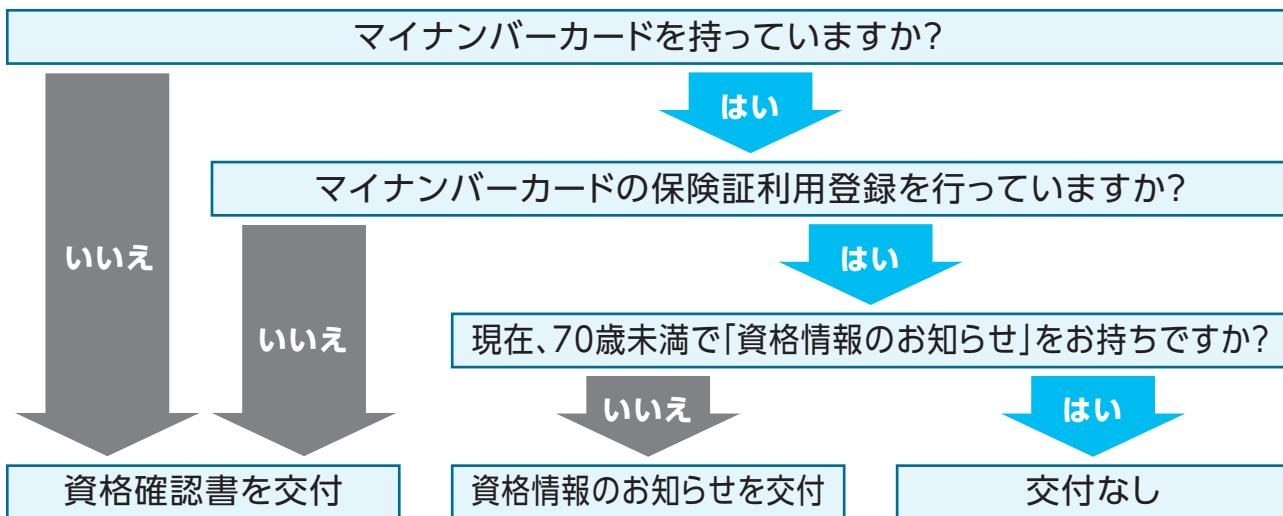 マイナンバーカードを持っていますか?
はい
マイナンバーカードの保険証利用登録を行っていますか?
いいえ
はい
いいえ
現在、70歳未満で「資格情報のお知らせ」をお持ちですか?
いいえ
はい
資格確認書を交付
資格情報のお知らせを交付
交付なし